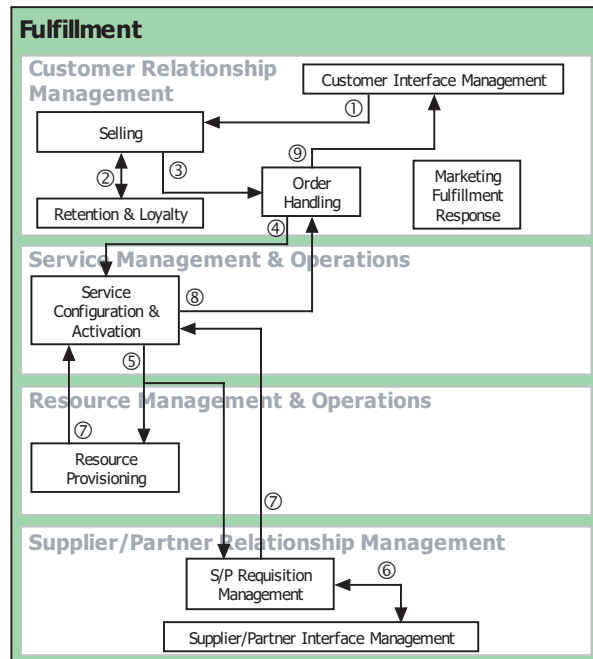 Fulfillment
Customer Relationship
Management
Customer Interface Management
①
Selling
②
③
⑨
Retention & Loyalty
Order
Handling
Marketing
Fulfillment
Response
④
Service Management & Operations
Service
Configuration &
Activation
⑧
⑤
Resource Management & Operations
⑦
Resource
Provisioning
⑦
Supplier/Partner Relationship Management
S/P Requisition
Management
⑥
Supplier/Partner Interface Management